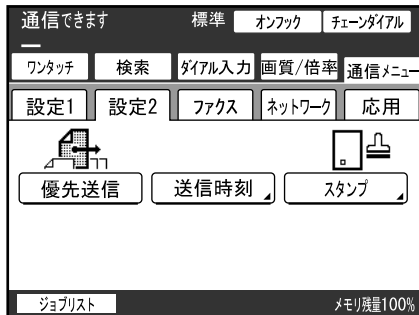 通信できます 標準 オンフック チェーンダイアル
ワンタッチ 検索 ダイアル入力 画質/倍率 通信メニュー
設定1 設定2 ファクス ネットワーク 応用
優先送信 送信時刻 スタンプ
ジョブリスト メモリ残量100%